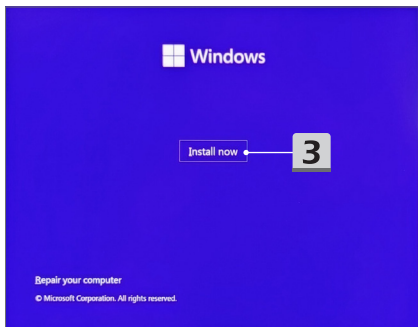 Windows
Install now
3
Repair your computer
© Microsoft Corporation. All rights reserved.